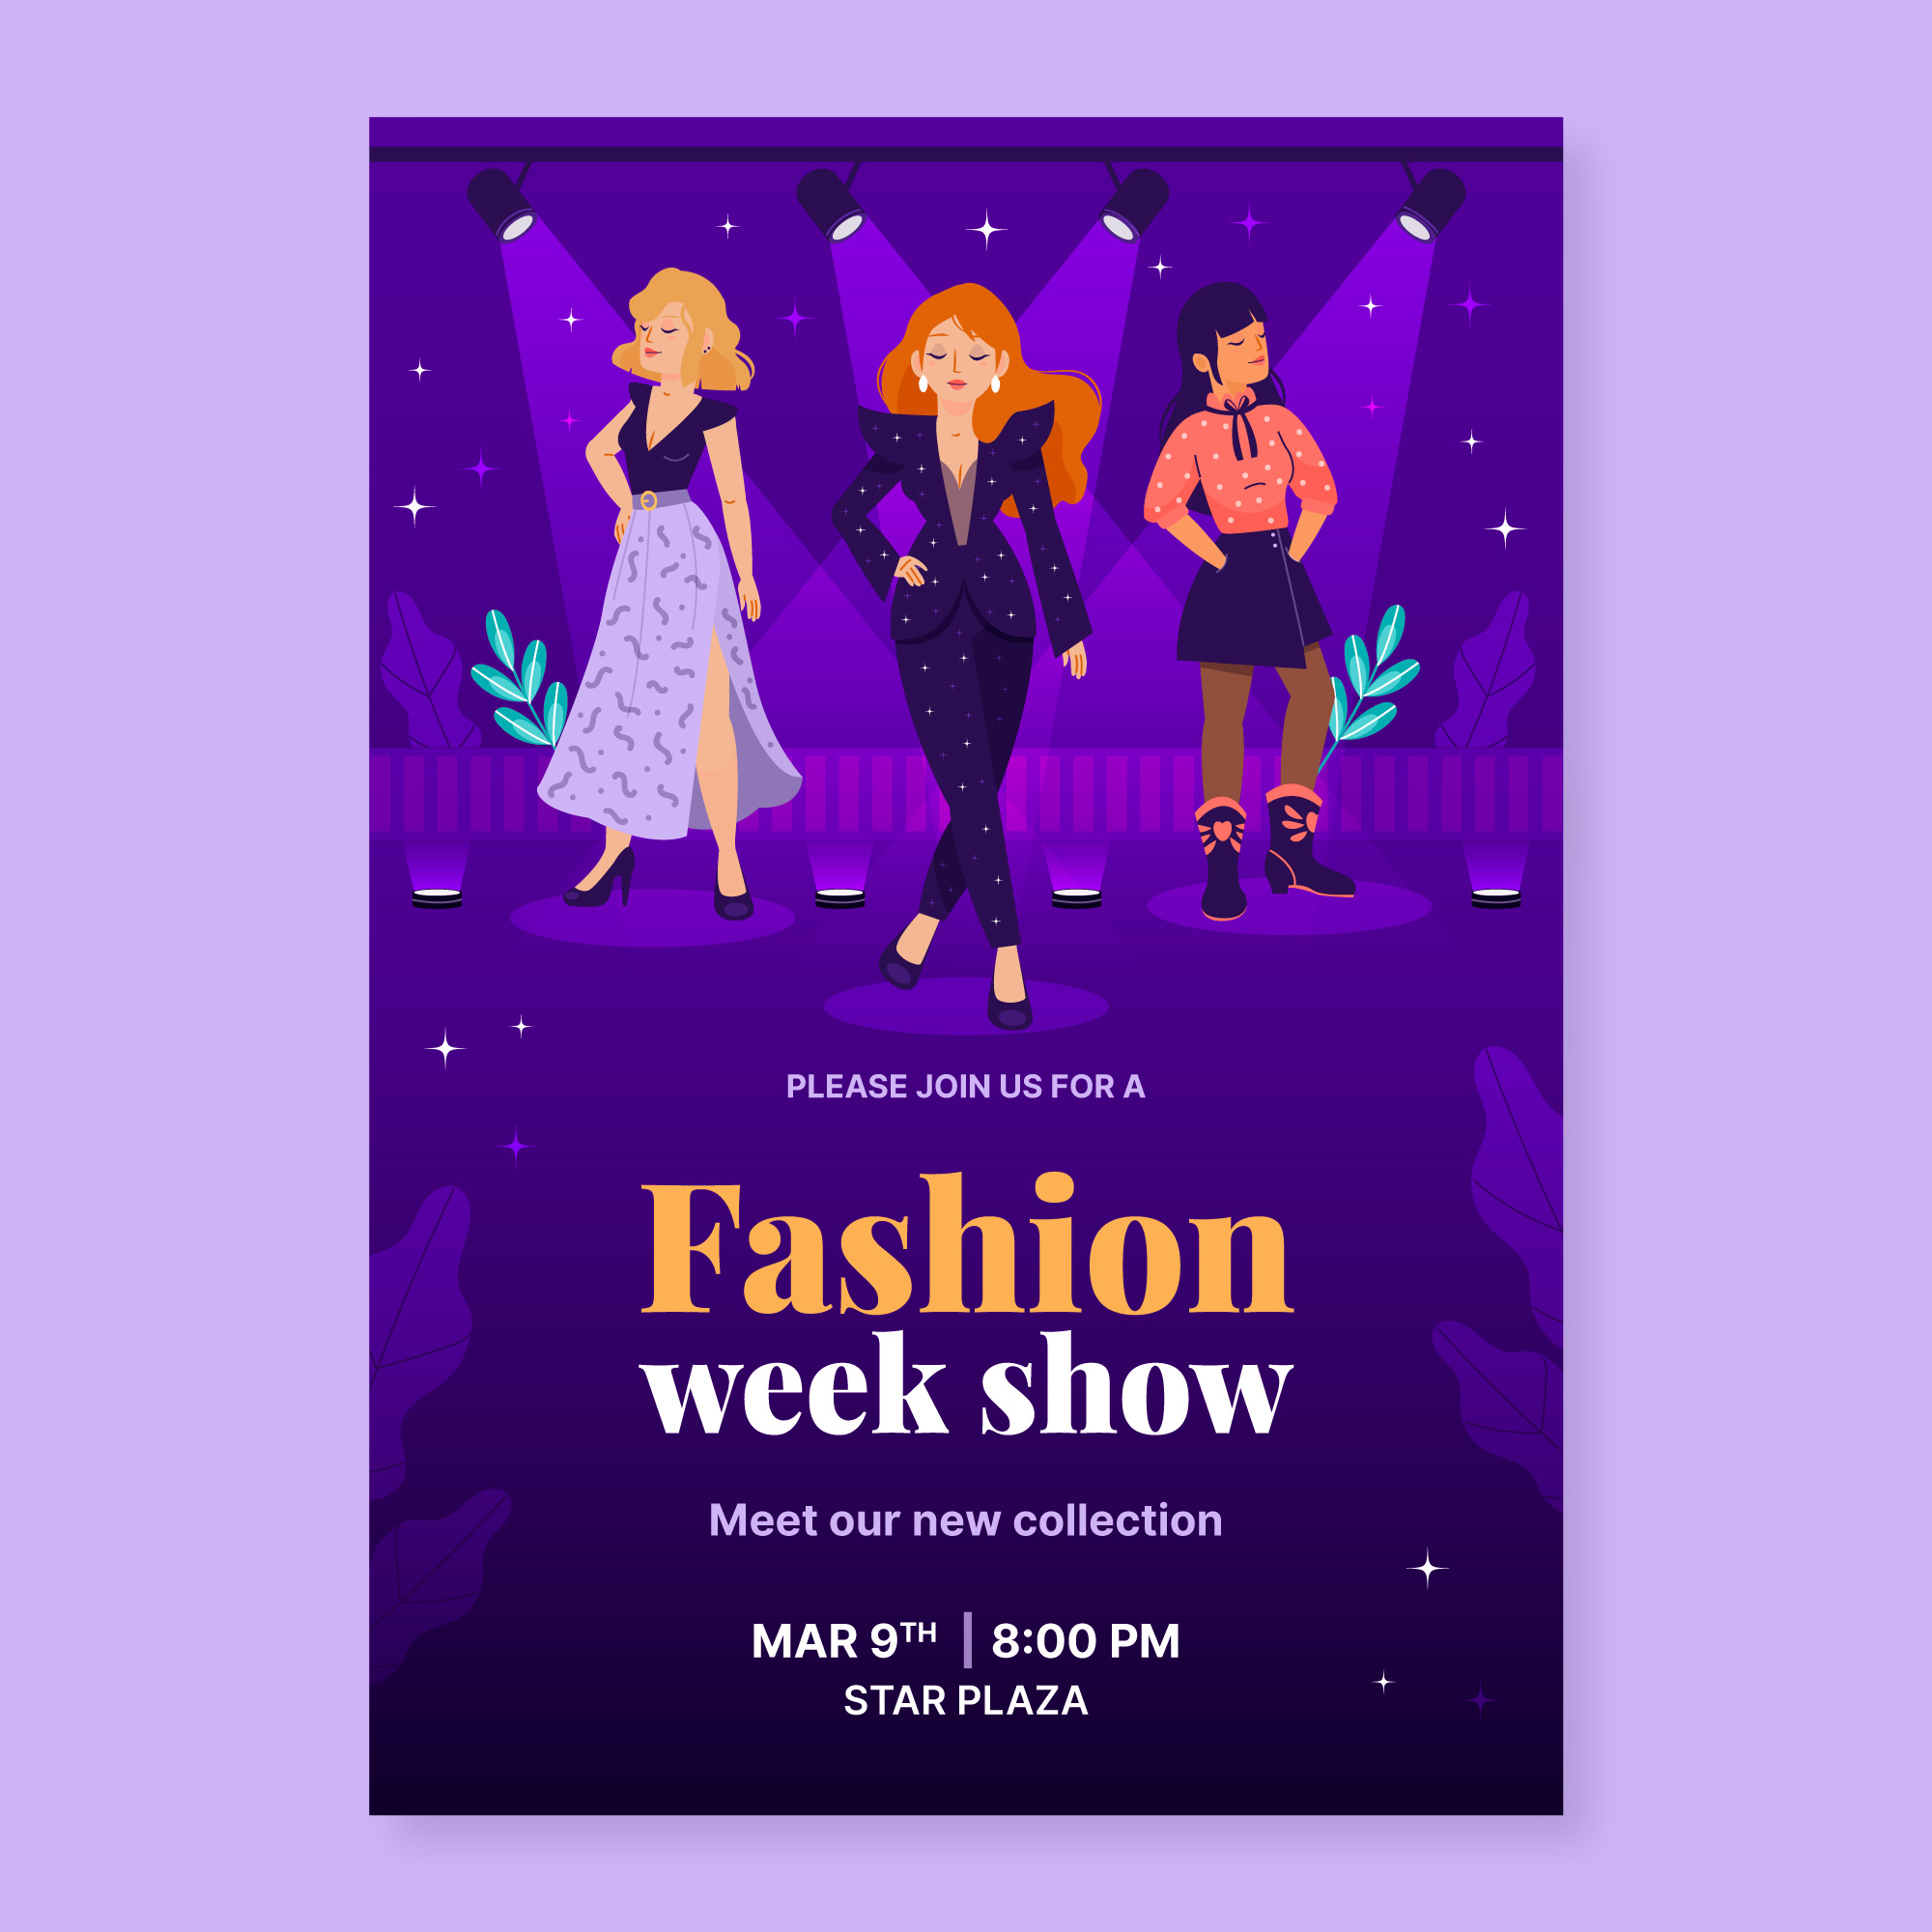 PLEASE JOIN US FOR A
Fashion
week show
Meet our new collection
MAR 9TH | 8:00 PM
STAR PLAZA